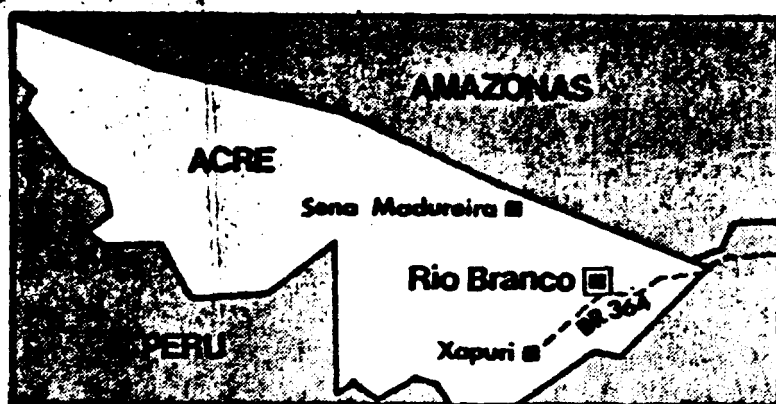 AMAZONAS
ACRE
Sena Madureira
Rio Branco
BR 364
PERU
Xapuri